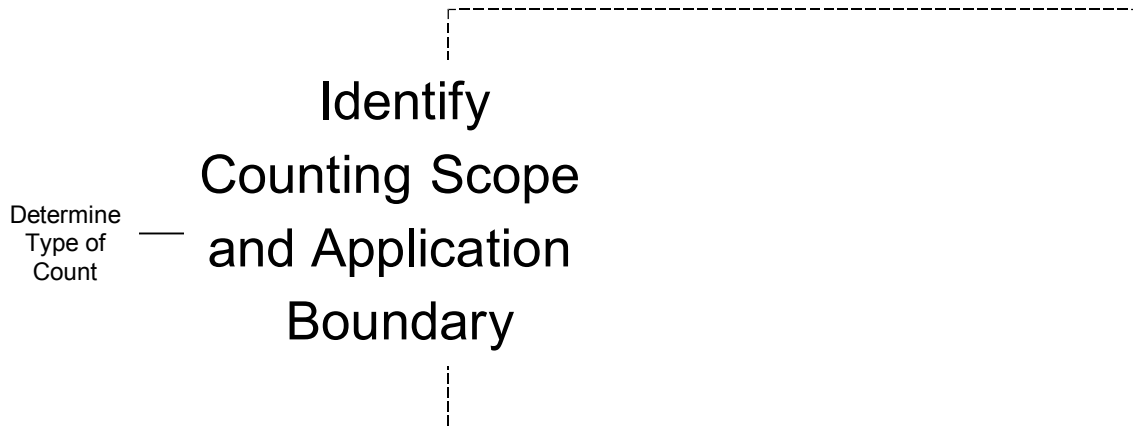 Determine
Type of
Count
Identify
Counting Scope
and Application
Boundary